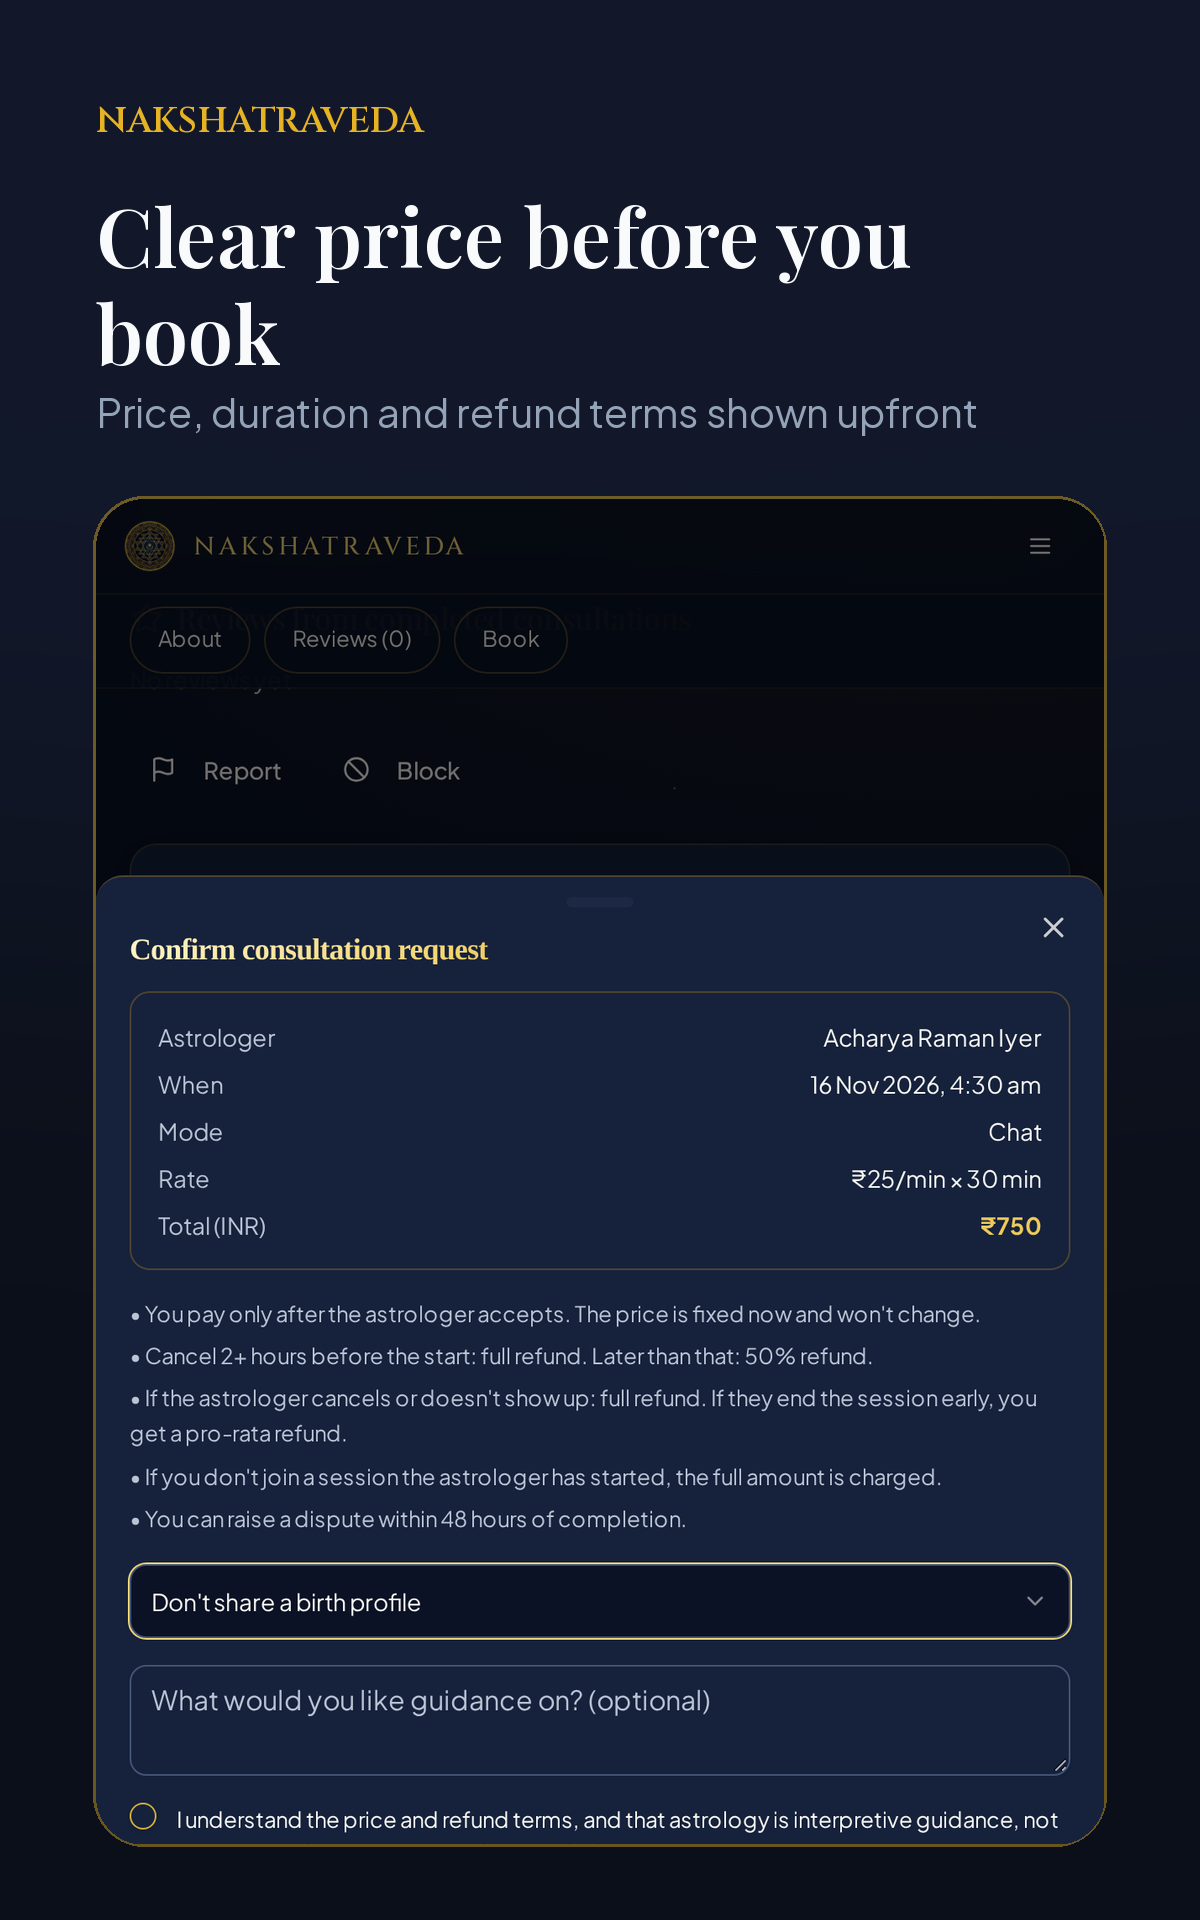 NAKSHATRAVEDA
Clear price before you
book
Price, duration and refund terms shown upfront
NAKSHATRAVEDA
Reviews from completed consultations
About
Reviews (0)
Book
No reviews yet
Report
Block
Confirm consultation request
Astrologer Acharya Raman Iyer
When 16 Nov 2026, 4:30 am
Mode Chat
Rate ₹25/min × 30 min
Total (INR) ₹750
• You pay only after the astrologer accepts. The price is fixed now and won't change.
• Cancel 2+ hours before the start: full refund. Later than that: 50% refund.
• If the astrologer cancels or doesn't show up: full refund. If they end the session early, you
get a pro-rata refund.
• If you don't join a session the astrologer has started, the full amount is charged.
• You can raise a dispute within 48 hours of completion.
Don't share a birth profile
What would you like guidance on? (optional)
I understand the price and refund terms, and that astrology is interpretive guidance, not